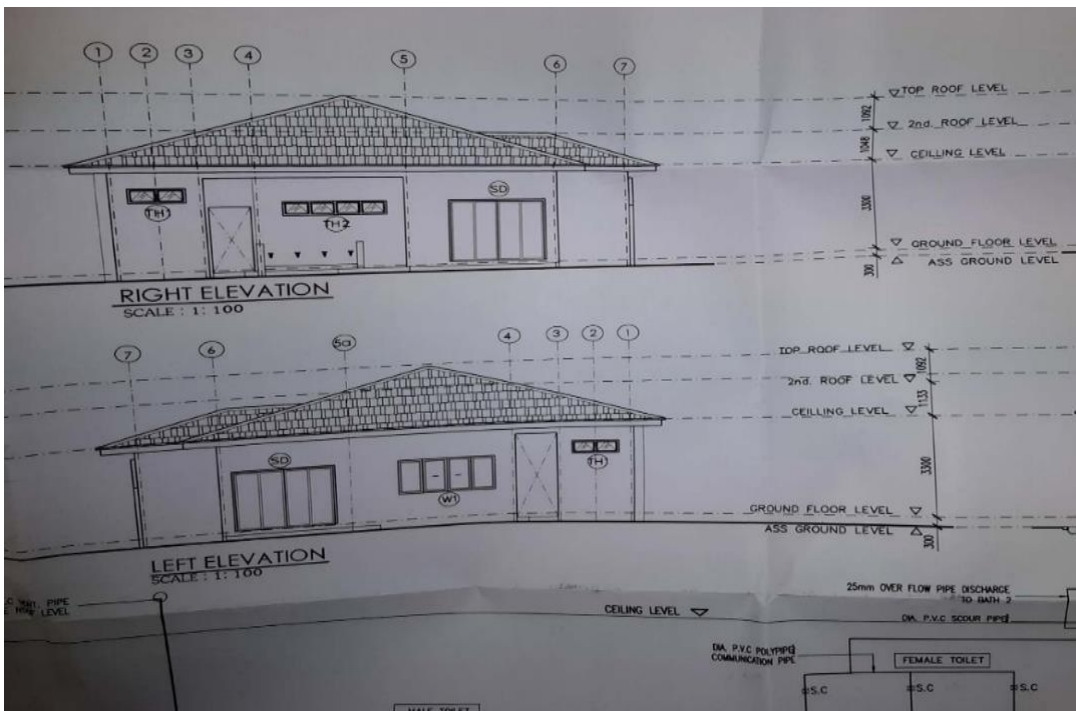 1 2 3 4 5 6 7
TOP ROOF LEVEL
1092
2nd. ROOF LEVEL
1048
CEILLING LEVEL
3300
GROUND FLOOR LEVEL
ASS GROUND LEVEL
300
TH1
TH2
SD
RIGHT ELEVATION
SCALE : 1: 100
7 6 5a 4 3 2 1
TOP ROOF LEVEL
1092
2nd. ROOF LEVEL
1133
CEILLING LEVEL
3300
GROUND FLOOR LEVEL
ASS GROUND LEVEL
300
SD
W1
TH
LEFT ELEVATION
SCALE : 1: 100
PIPE
LEVEL
CEILING LEVEL
25mm OVER FLOW PIPE DISCHARGE
TO BATH 2
DIA. P.V.C SCOUR PIPE
DIA. P.V.C POLYPIPE
COMMUNICATION PIPE
FEMALE TOILET
S.C S.C S.C
MALE TOILET